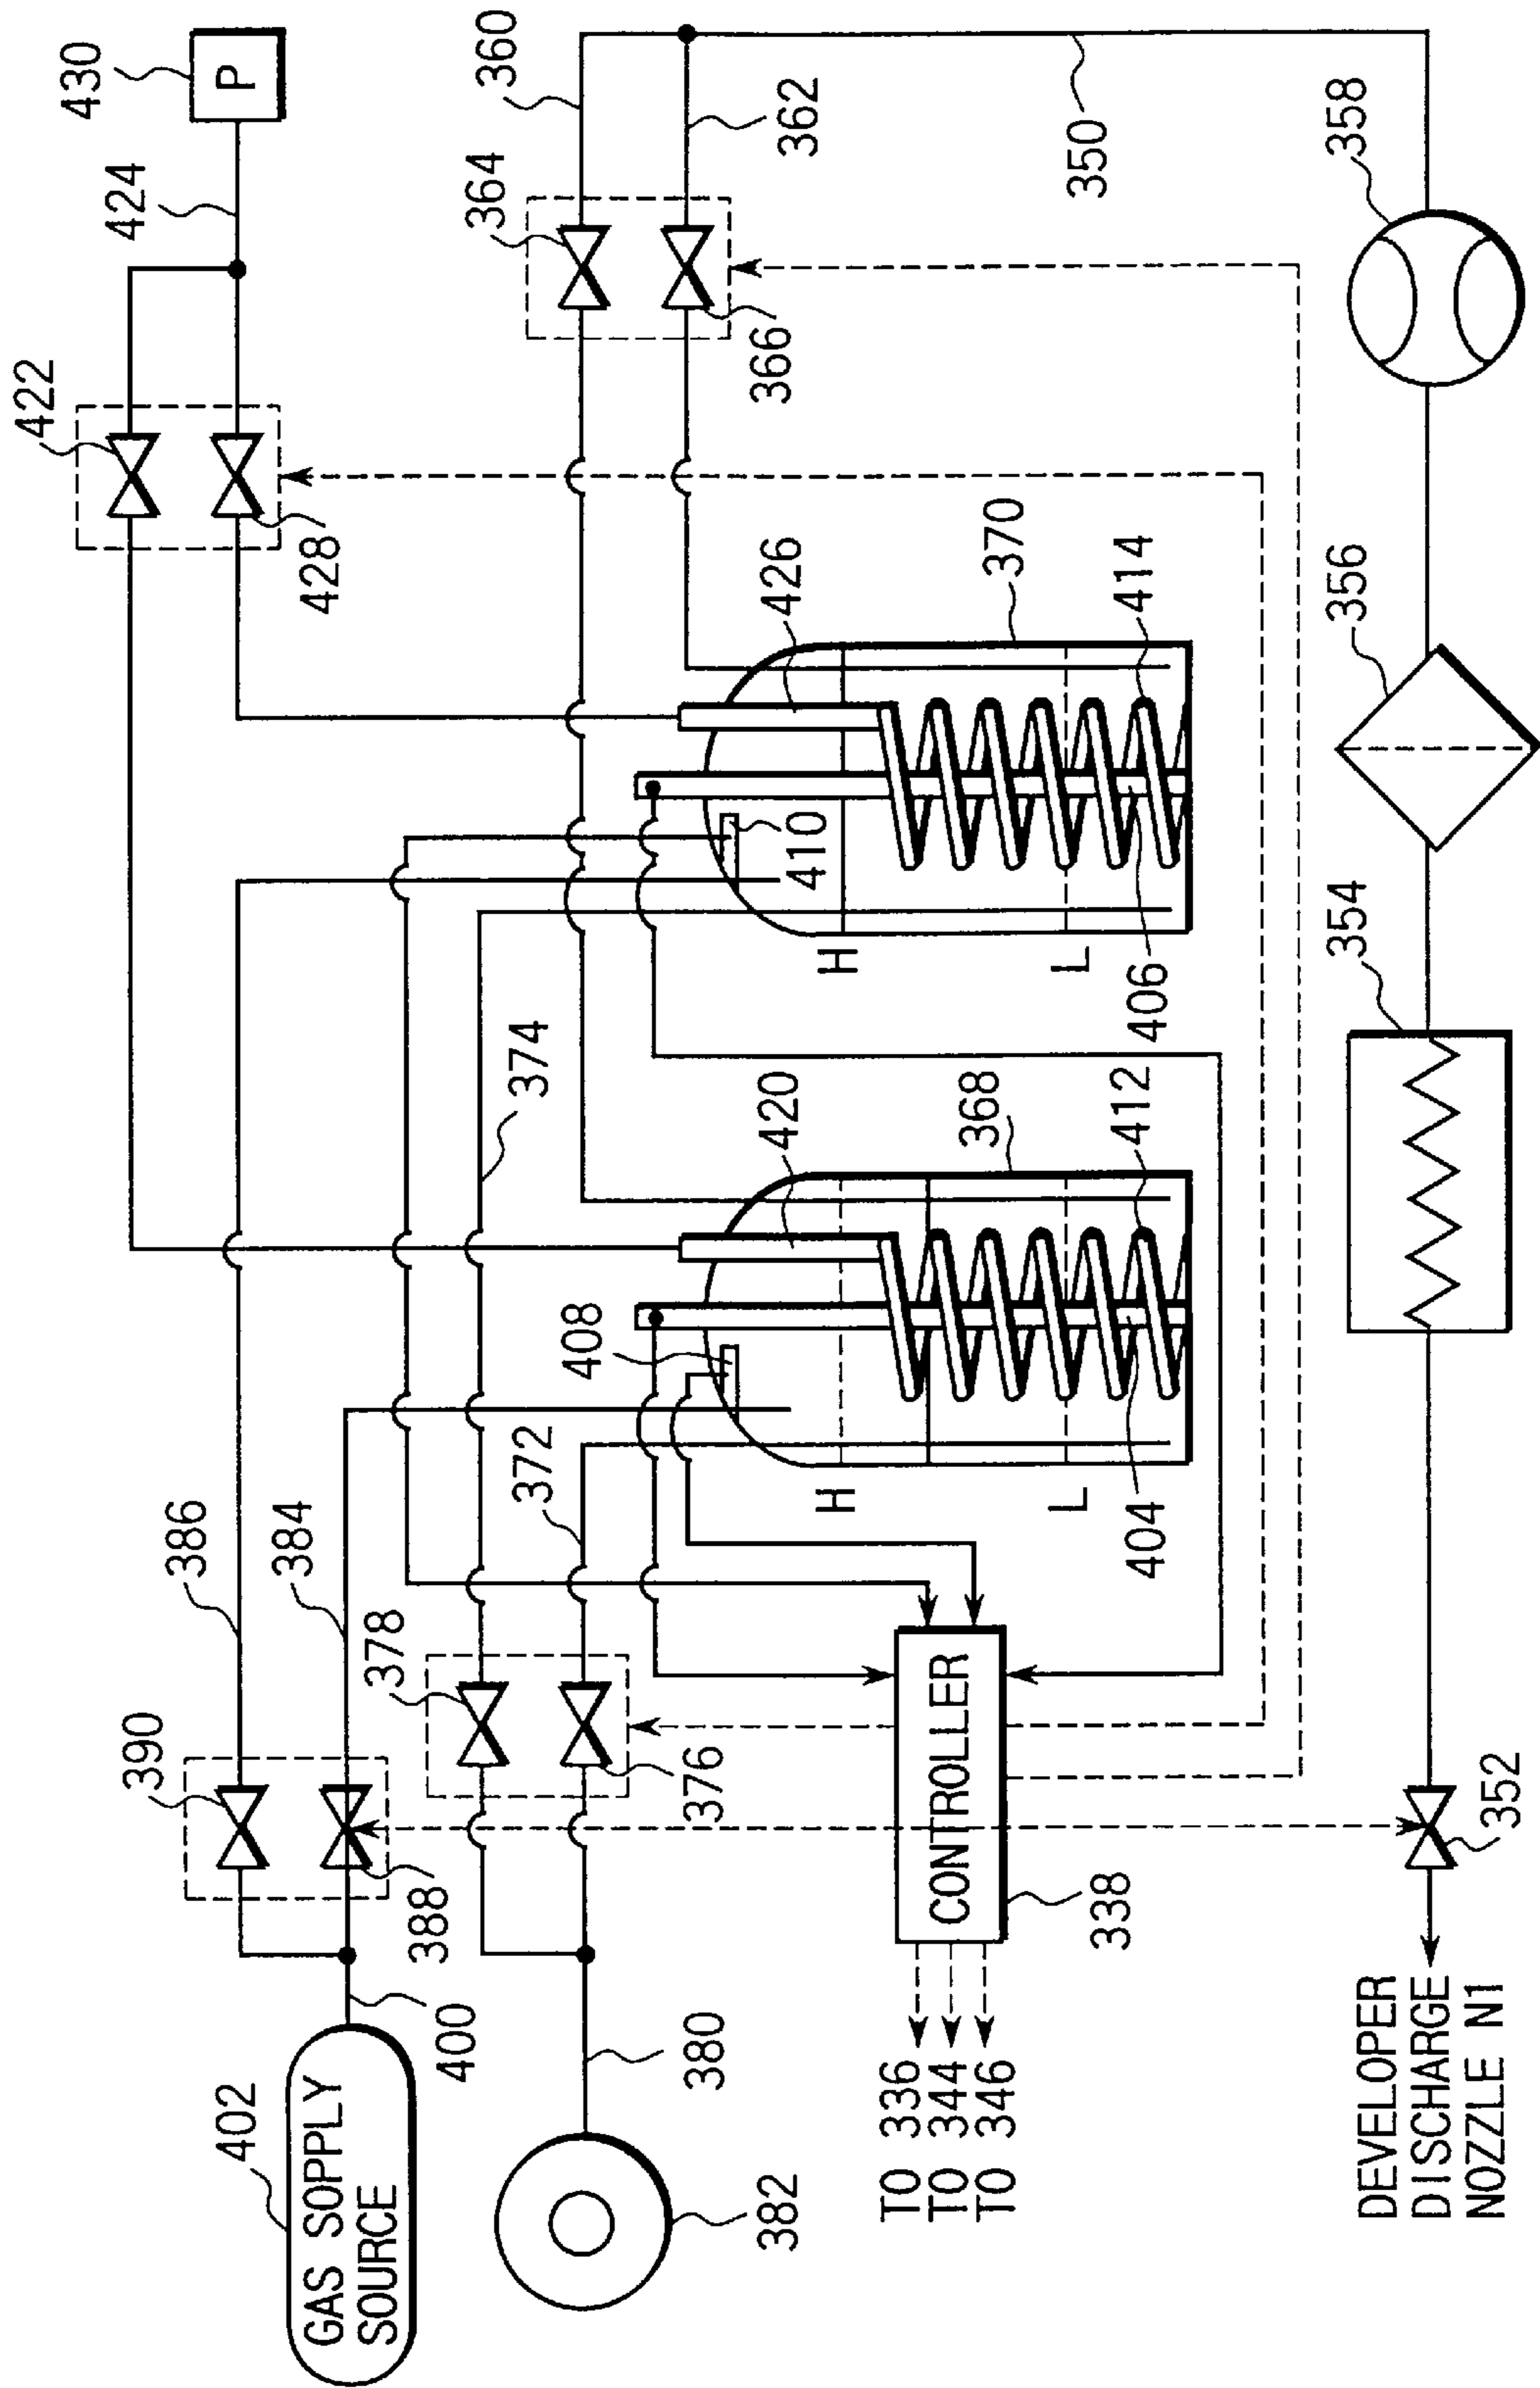 430
P
424
422
428
360
362
364
366
350
358
370
426
414
410
H
L
406
356
374
420
368
412
408
H
L
404
354
372
386
384
378
376
390
388
400
402
GAS SOPPLY
SOURCE
380
382
CONTROLLER
338
TO 336
TO 344
TO 346
352
DEVELOPER
DISCHARGE
NOZZLE N1